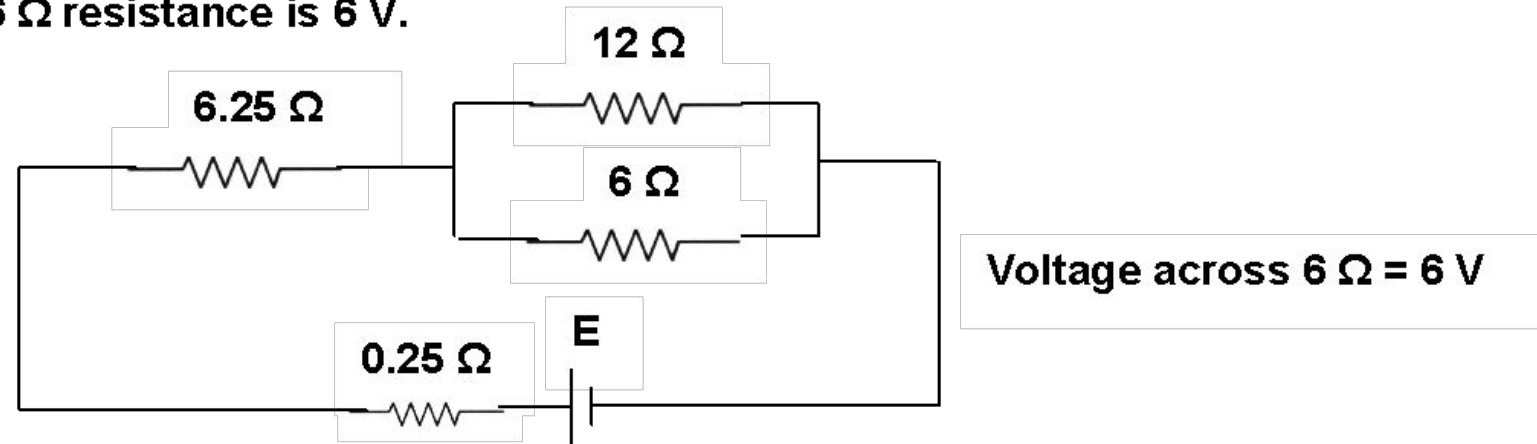 Ω resistance is 6 V.
12 Ω
6.25 Ω
6 Ω
Voltage across 6 Ω = 6 V
E
0.25 Ω